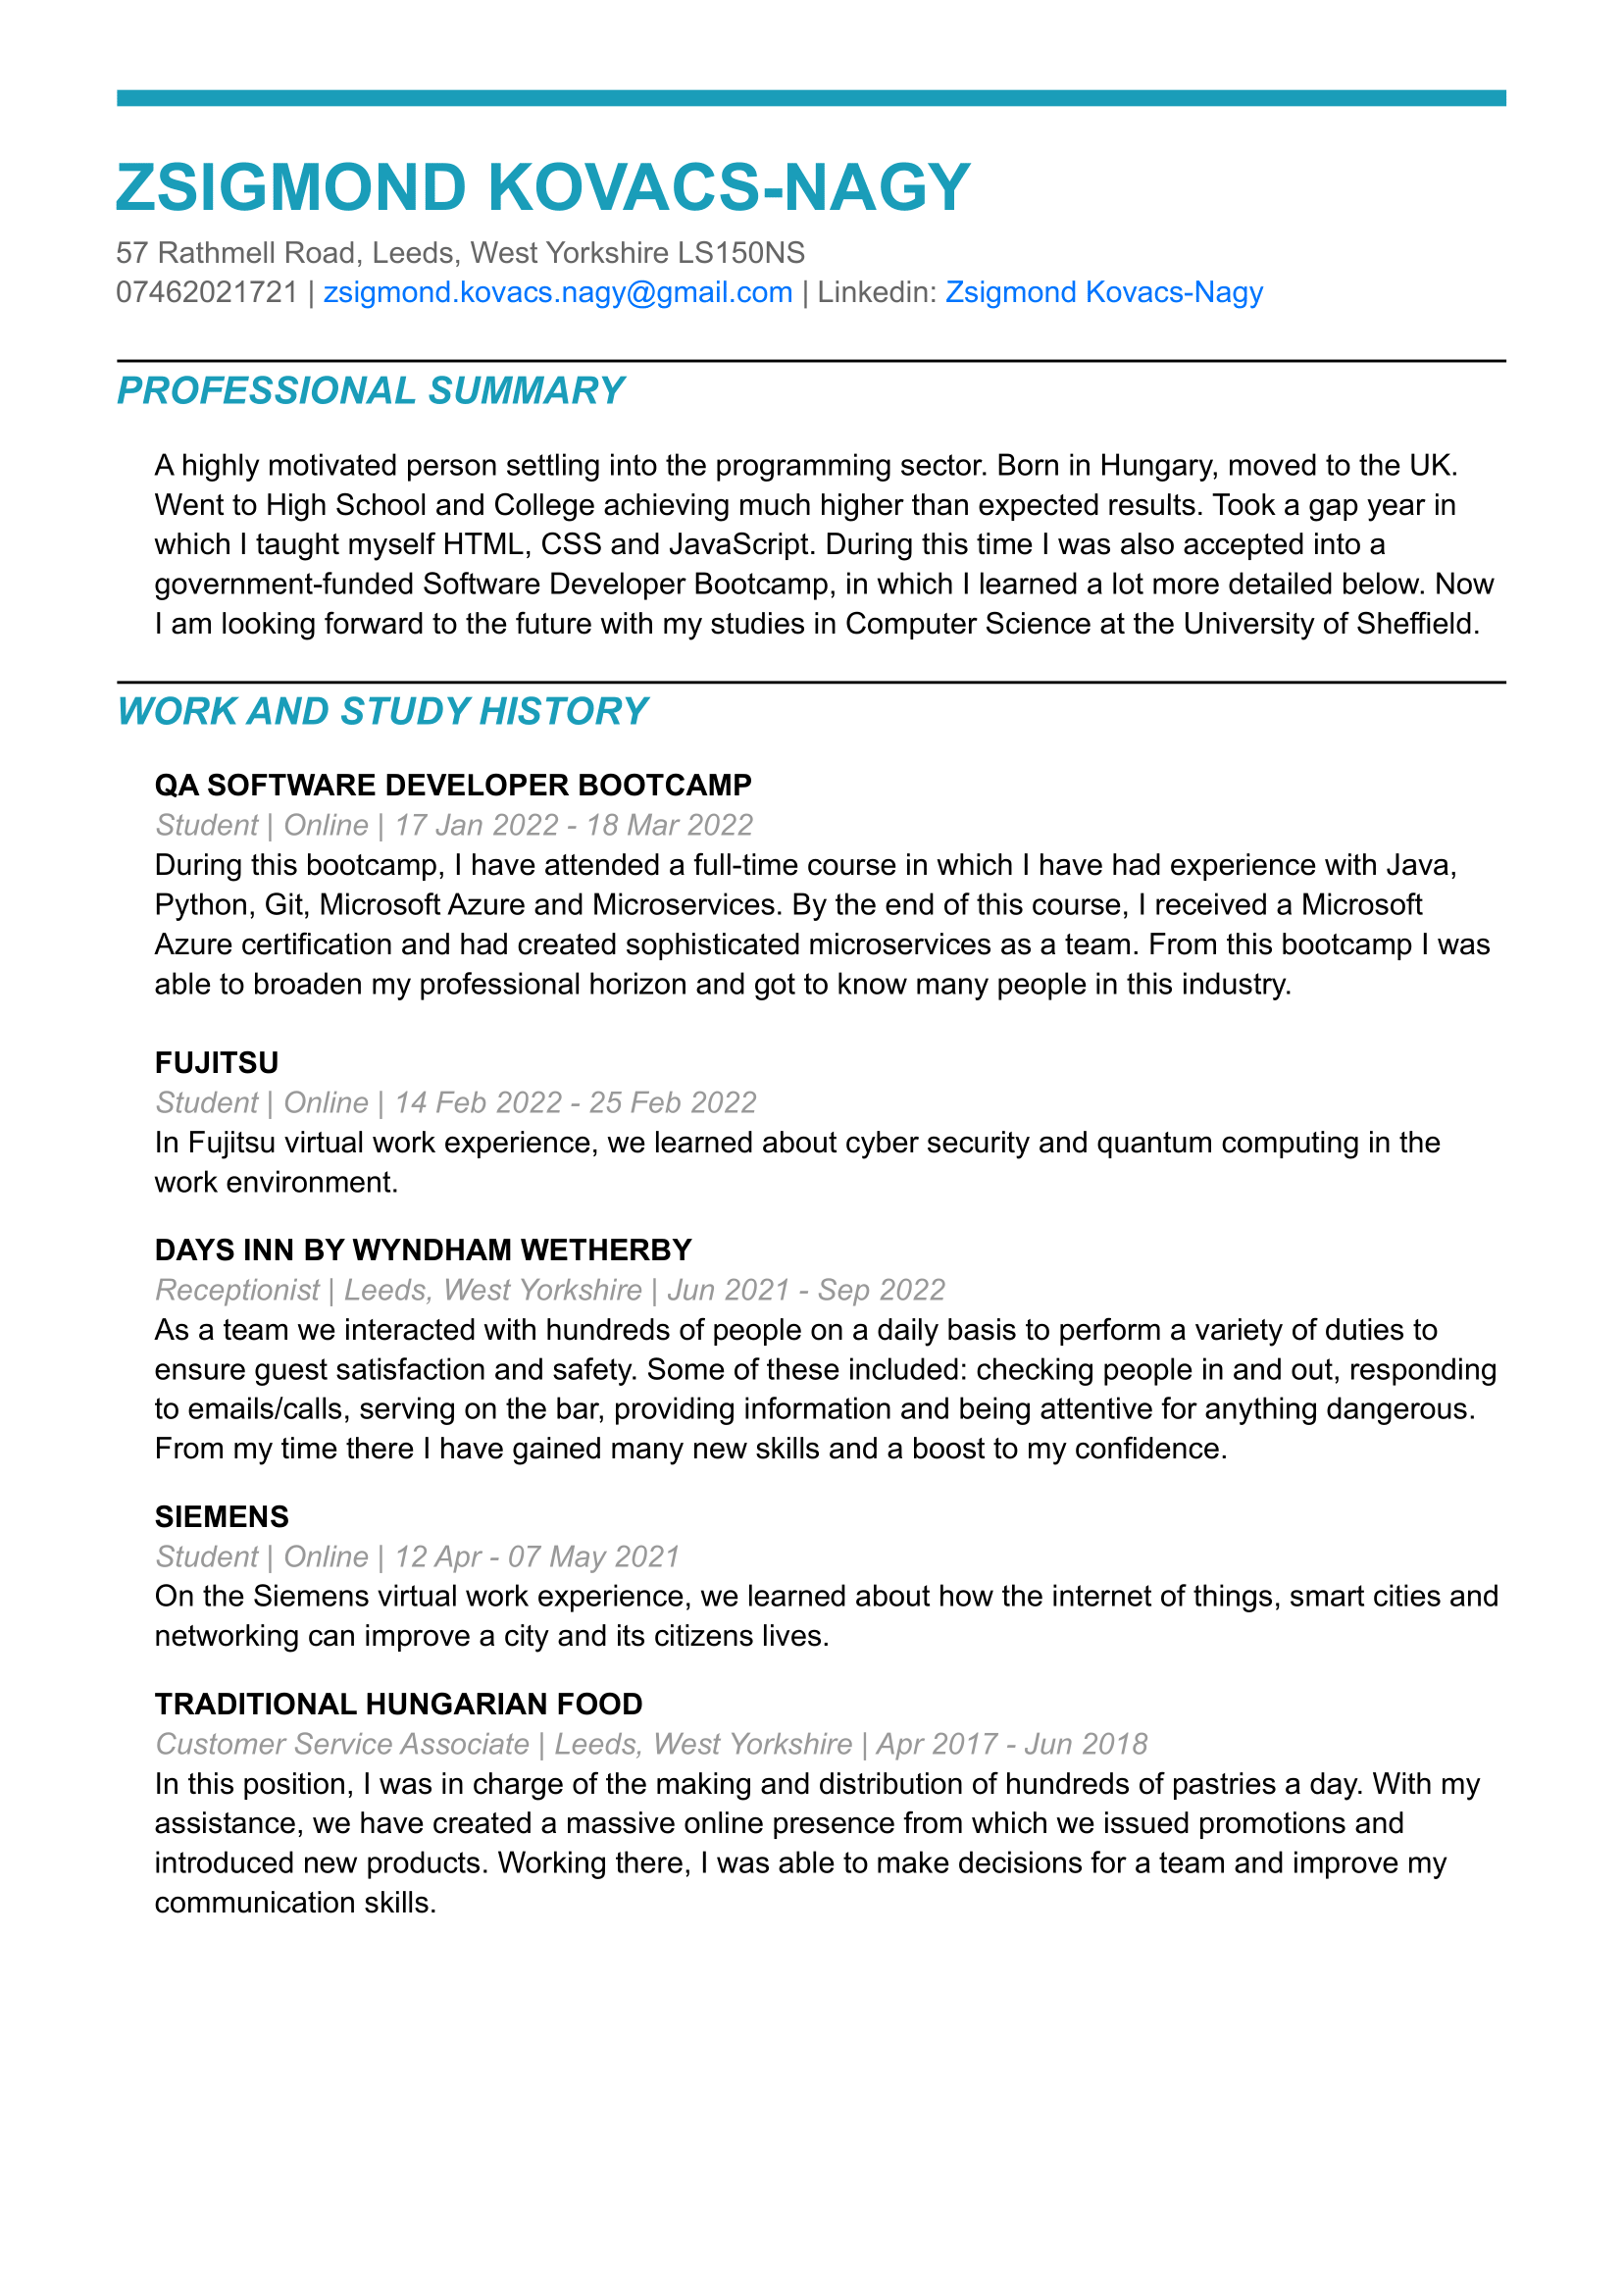 ZSIGMOND KOVACS-NAGY
57 Rathmell Road, Leeds, West Yorkshire LS150NS
07462021721 | zsigmond.kovacs.nagy@gmail.com | Linkedin: Zsigmond Kovacs-Nagy
PROFESSIONAL SUMMARY
A highly motivated person settling into the programming sector. Born in Hungary, moved to the UK.
Went to High School and College achieving much higher than expected results. Took a gap year in
which I taught myself HTML, CSS and JavaScript. During this time I was also accepted into a
government-funded Software Developer Bootcamp, in which I learned a lot more detailed below. Now
I am looking forward to the future with my studies in Computer Science at the University of Sheffield.
WORK AND STUDY HISTORY
QA SOFTWARE DEVELOPER BOOTCAMP
Student | Online | 17 Jan 2022 - 18 Mar 2022
During this bootcamp, I have attended a full-time course in which I have had experience with Java,
Python, Git, Microsoft Azure and Microservices. By the end of this course, I received a Microsoft
Azure certification and had created sophisticated microservices as a team. From this bootcamp I was
able to broaden my professional horizon and got to know many people in this industry.
FUJITSU
Student | Online | 14 Feb 2022 - 25 Feb 2022
In Fujitsu virtual work experience, we learned about cyber security and quantum computing in the
work environment.
DAYS INN BY WYNDHAM WETHERBY
Receptionist | Leeds, West Yorkshire | Jun 2021 - Sep 2022
As a team we interacted with hundreds of people on a daily basis to perform a variety of duties to
ensure guest satisfaction and safety. Some of these included: checking people in and out, responding
to emails/calls, serving on the bar, providing information and being attentive for anything dangerous.
From my time there I have gained many new skills and a boost to my confidence.
SIEMENS
Student | Online | 12 Apr - 07 May 2021
On the Siemens virtual work experience, we learned about how the internet of things, smart cities and
networking can improve a city and its citizens lives.
TRADITIONAL HUNGARIAN FOOD
Customer Service Associate | Leeds, West Yorkshire | Apr 2017 - Jun 2018
In this position, I was in charge of the making and distribution of hundreds of pastries a day. With my
assistance, we have created a massive online presence from which we issued promotions and
introduced new products. Working there, I was able to make decisions for a team and improve my
communication skills.